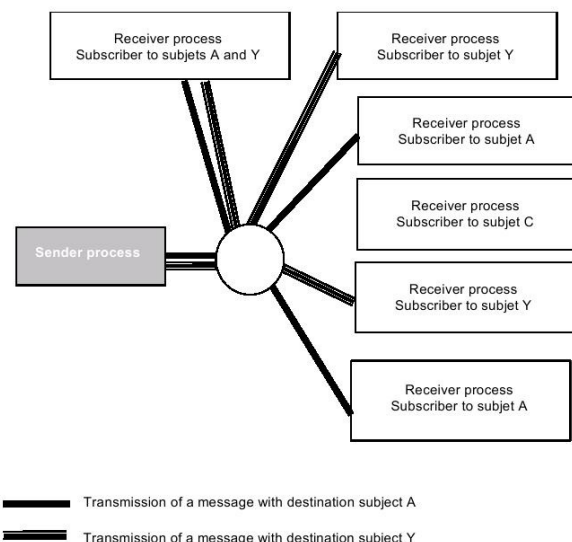 Receiver process
Subscriber to subjets A and Y
Receiver process
Subscriber to subjet Y
Receiver process
Subscriber to subjet A
Receiver process
Subscriber to subjet C
Sender process
Receiver process
Subscriber to subjet Y
Receiver process
Subscriber to subjet A
Transmission of a message with destination subject A
Transmission of a message with destination subject Y